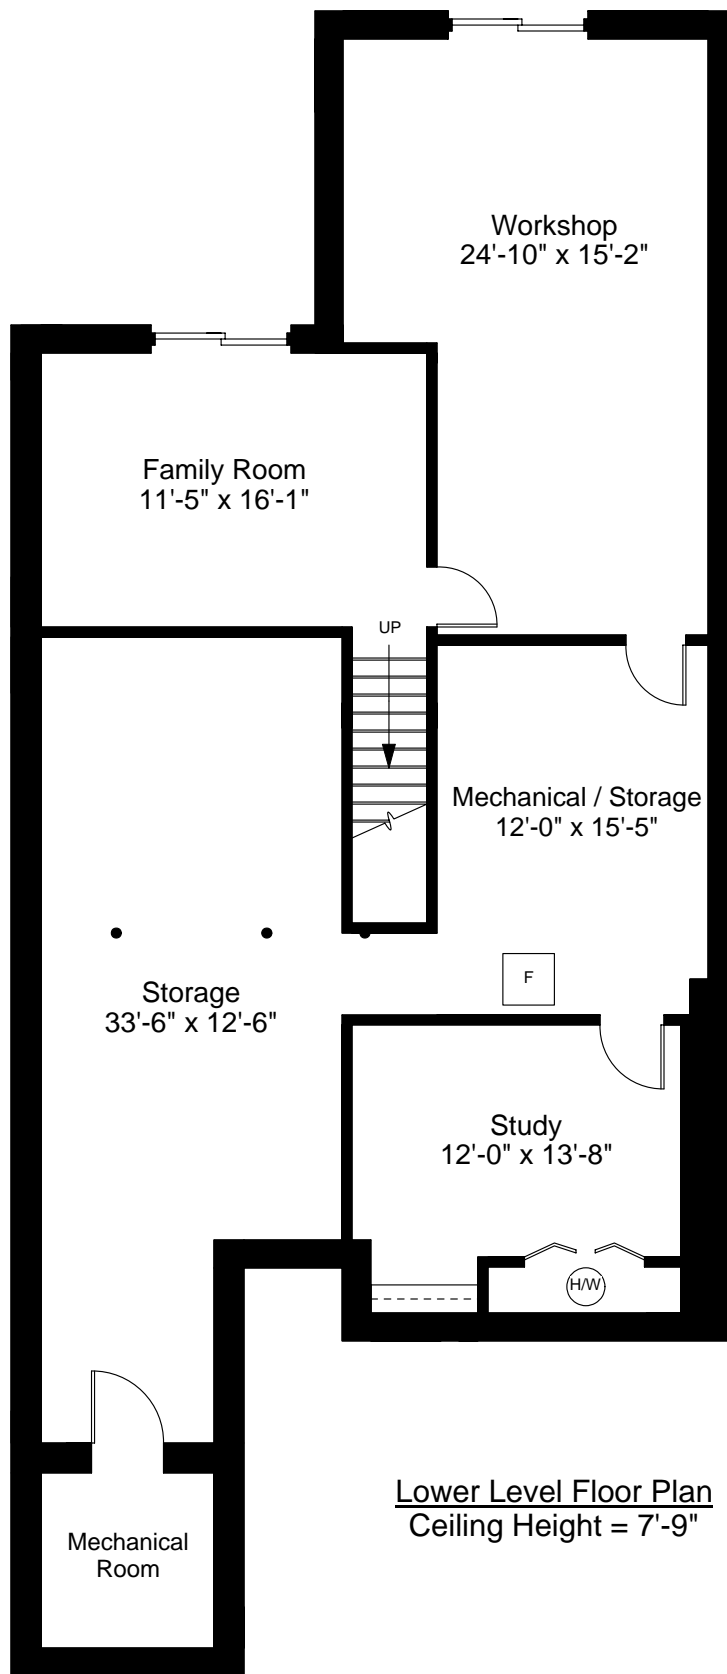 Workshop
24'-10" x 15'-2"
Family Room
11'-5" x 16'-1"
UP
Mechanical / Storage
12'-0" x 15'-5"
F
Storage
33'-6" x 12'-6"
Study
12'-0" x 13'-8"
H/W
Lower Level Floor Plan
Ceiling Height = 7'-9"
Mechanical
Room